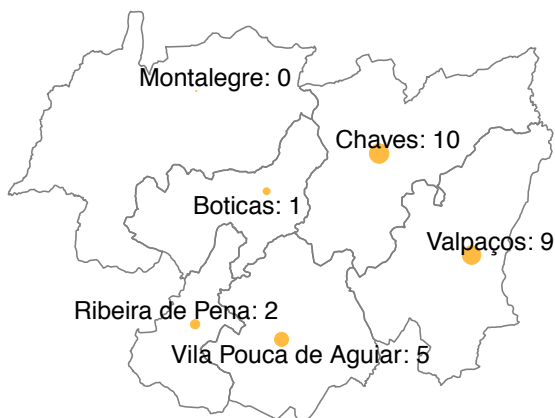 Montalegre: 0
Chaves: 10
Boticas: 1
Valpaços: 9
Ribeira de Pena: 2
Vila Pouca de Aguiar: 5